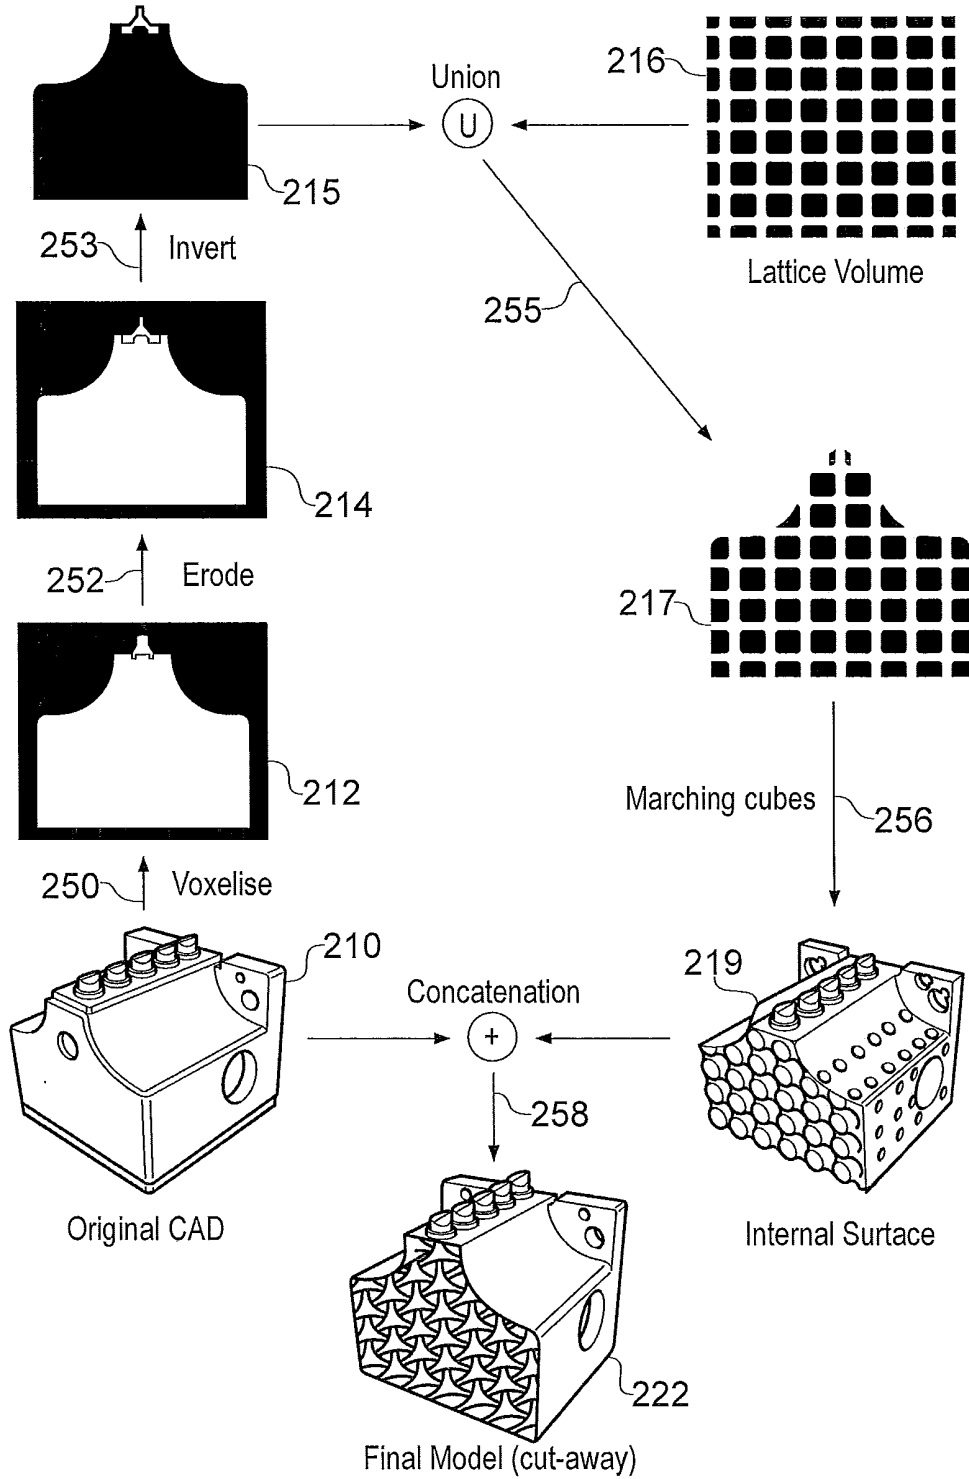 Union
U
216
215
253
Invert
Lattice Volume
255
214
252
Erode
217
212
Marching cubes
256
250
Voxelise
210
219
Concatenation
+
258
Original CAD
Internal Surtace
222
Final Model (cut-away)